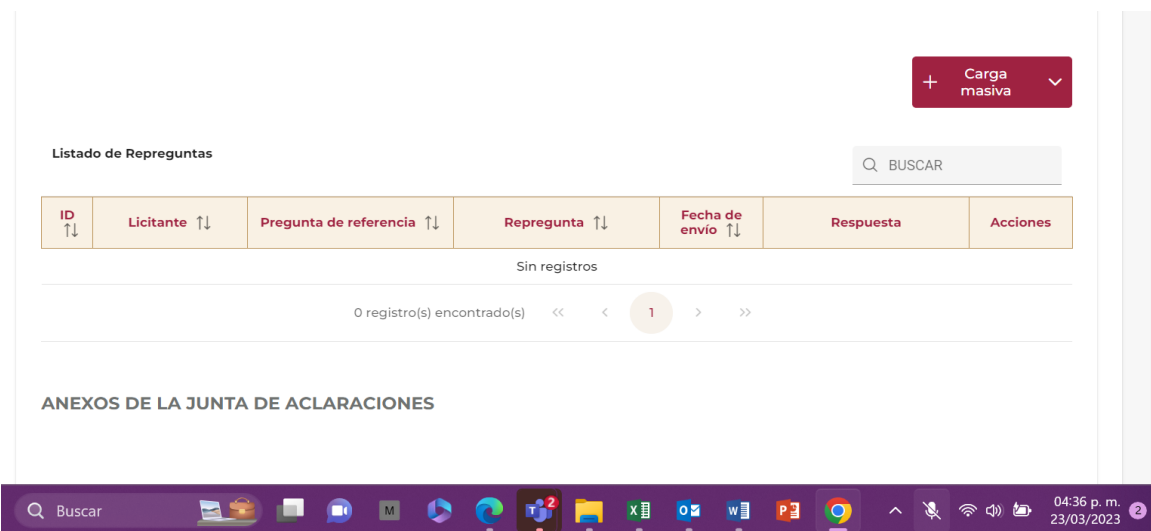 Carga
masiva
Listado de Repreguntas
BUSCAR
ID
Licitante
Pregunta de referencia
Repregunta
Fecha de
envío
Respuesta
Acciones
Sin registros
0 registro(s) encontrado(s) << < 1 > >>
ANEXOS DE LA JUNTA DE ACLARACIONES
Buscar
M
2
04:36 p. m.
23/03/2023
2